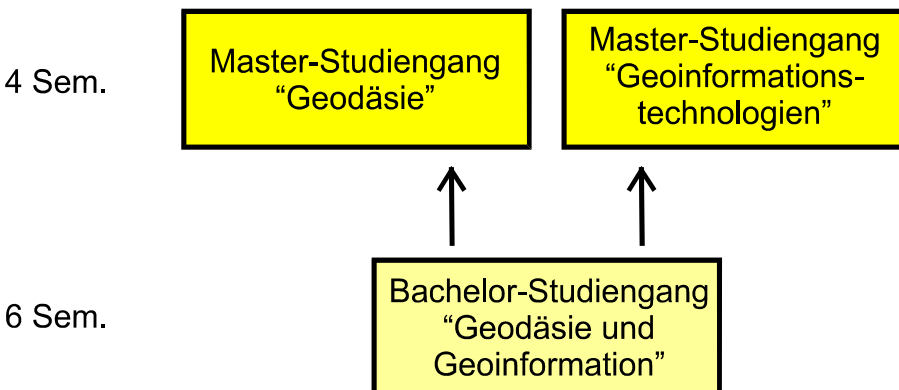 4 Sem.
Master-Studiengang
“Geodäsie”
Master-Studiengang
“Geoinformations-
technologien”
6 Sem.
Bachelor-Studiengang
“Geodäsie und
Geoinformation”